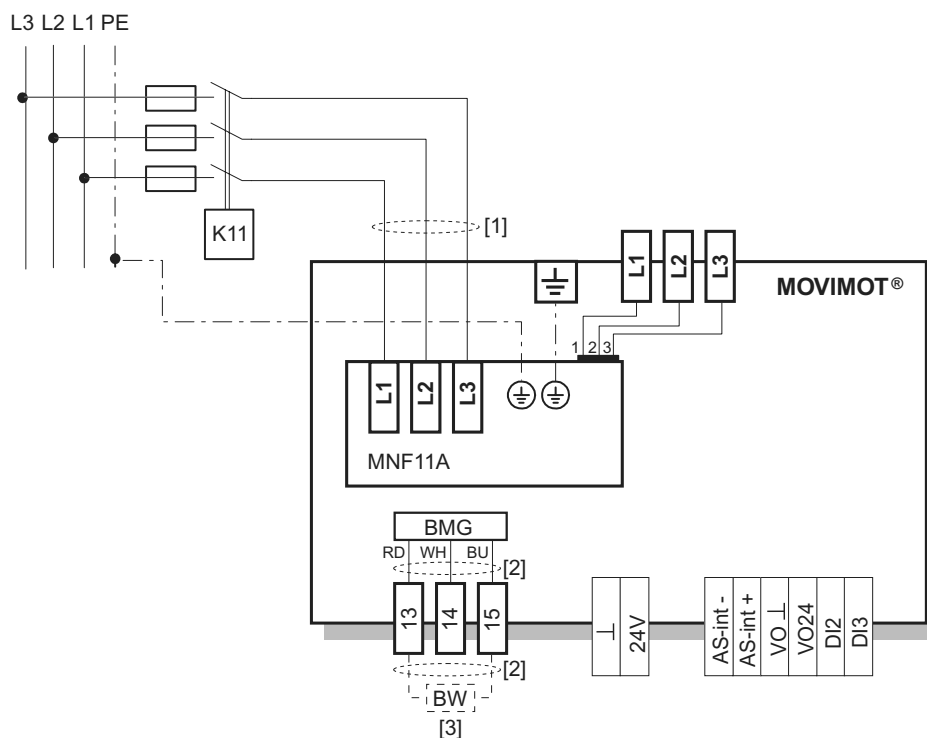 L3 L2 L1 PE
K11
[1]
L1
L2
L3
MOVIMOT®
1 2 3
L1
L2
L3
MNF11A
BMG
RD WH BU
[2]
13
14
15
[2]
BW
[3]
⊥
24V
AS-int -
AS-int +
VO ⊥
VO24
DI2
DI3